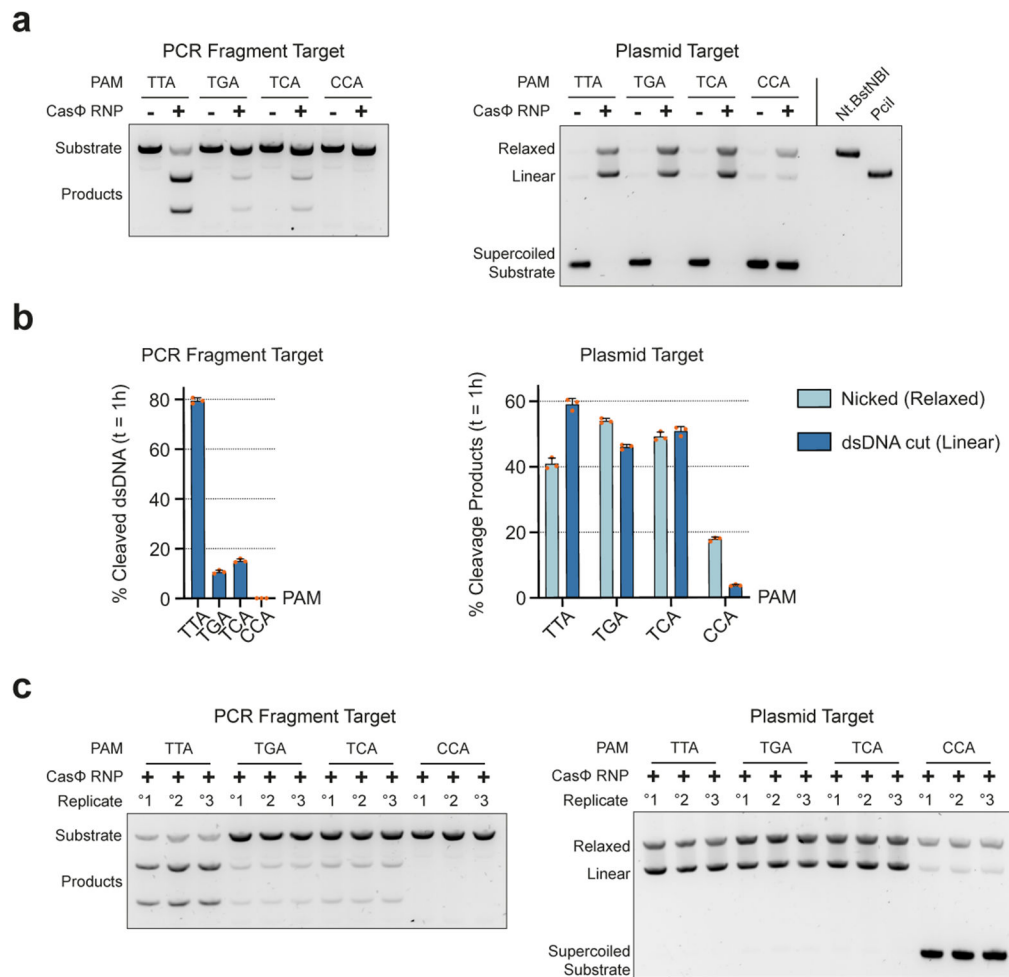 a
PCR Fragment Target
PAM TTA TGA TCA CCA
CasΦ RNP - + - + - + - +
Substrate
Products
Plasmid Target
PAM TTA TGA TCA CCA Nt.BstNBI PciI
CasΦ RNP - + - + - + - +
Relaxed
Linear
Supercoiled
Substrate
b
PCR Fragment Target
% Cleaved dsDNA (t = 1h)
80
60
40
20
0
PAM
TTA TGA TCA CCA
Plasmid Target
% Cleavage Products (t = 1h)
60
40
20
0
PAM
TTA TGA TCA CCA
Nicked (Relaxed)
dsDNA cut (Linear)
c
PCR Fragment Target
PAM TTA TGA TCA CCA
CasΦ RNP + + + + + + + + + + + +
Replicate °1 °2 °3 °1 °2 °3 °1 °2 °3 °1 °2 °3
Substrate
Products
Plasmid Target
PAM TTA TGA TCA CCA
CasΦ RNP + + + + + + + + + + + +
Replicate °1 °2 °3 °1 °2 °3 °1 °2 °3 °1 °2 °3
Relaxed
Linear
Supercoiled
Substrate